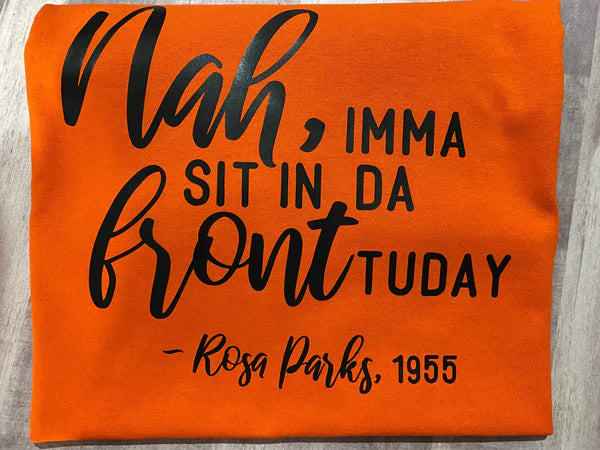 Nah, IMMA
SIT IN DA
front TUDAY
~ Rosa Parks, 1955